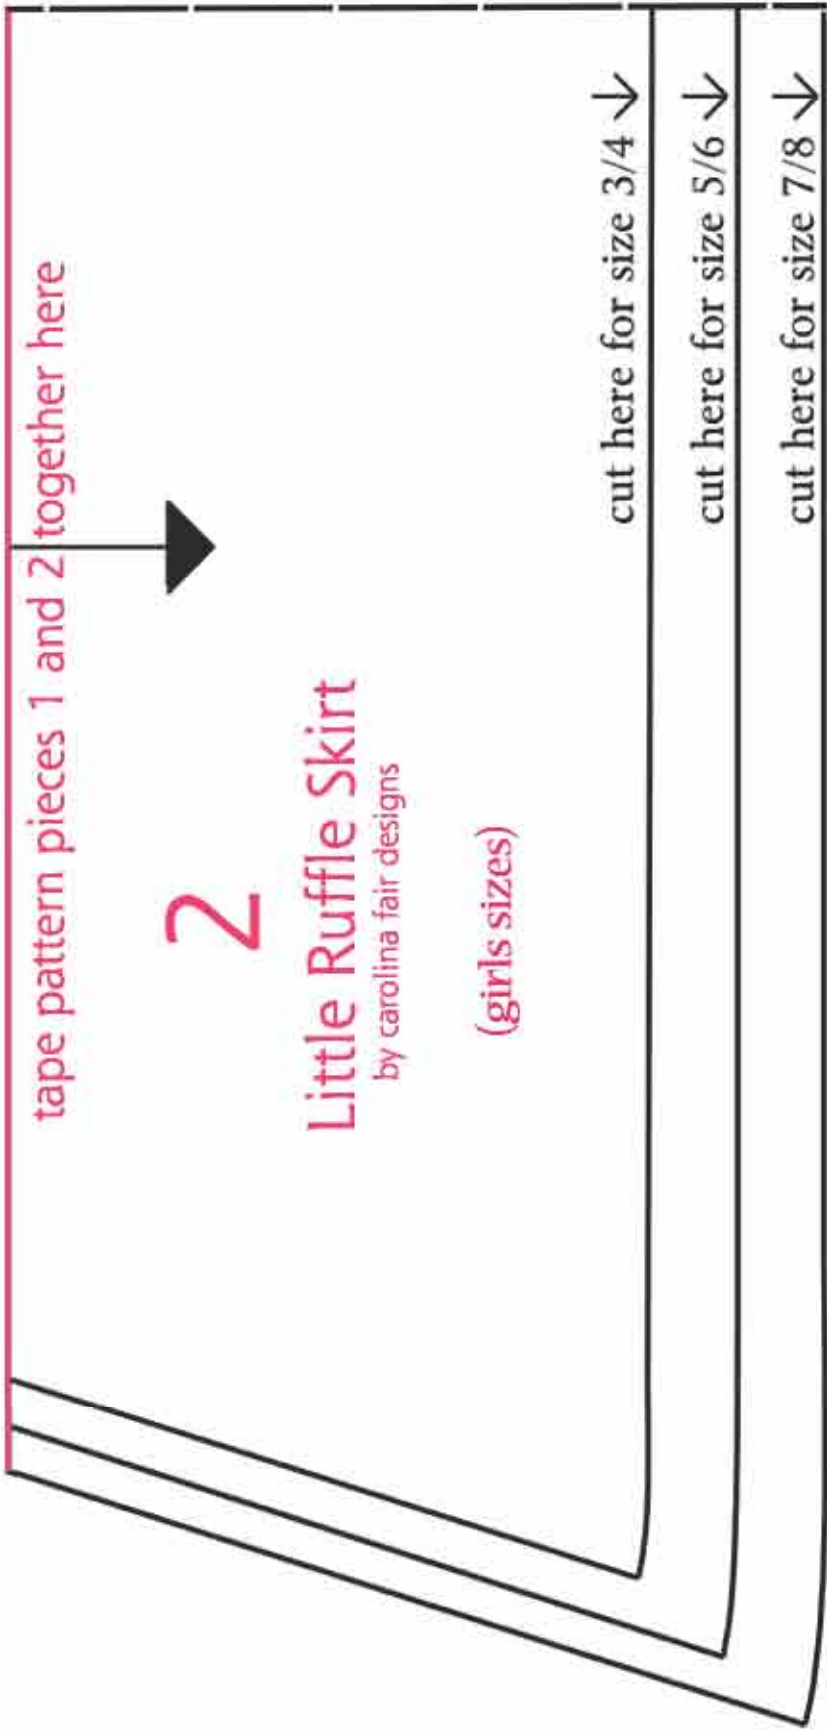 tape pattern pieces 1 and 2 together here
2
Little Ruffle Skirt
by carolina fair designs
(girls sizes)
cut here for size 3/4
cut here for size 5/6
cut here for size 7/8